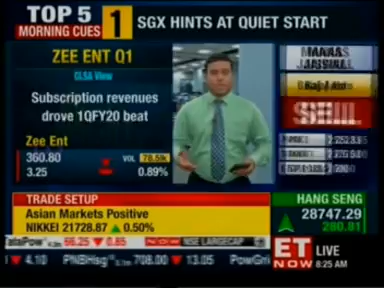 TOP 5
MORNING CUES
1
SGX HINTS AT QUIET START
ZEE ENT Q1
CLSA View
Subscription revenues
drove 1QFY20 beat
Zee Ent
360.80
VOL 78.59k
3.25
0.89%
TRADE SETUP
Asian Markets Positive
NIKKEI 21728.87 ▲ 0.50%
HANG SENG
28747.29
280.81
66.25 ▼ 0.85
NOW
NSE LARGECAP
▼ 4.10 PNBHsg 708.00 ▼ 13.05 PowGri
ET
NOW
LIVE
8:25 AM